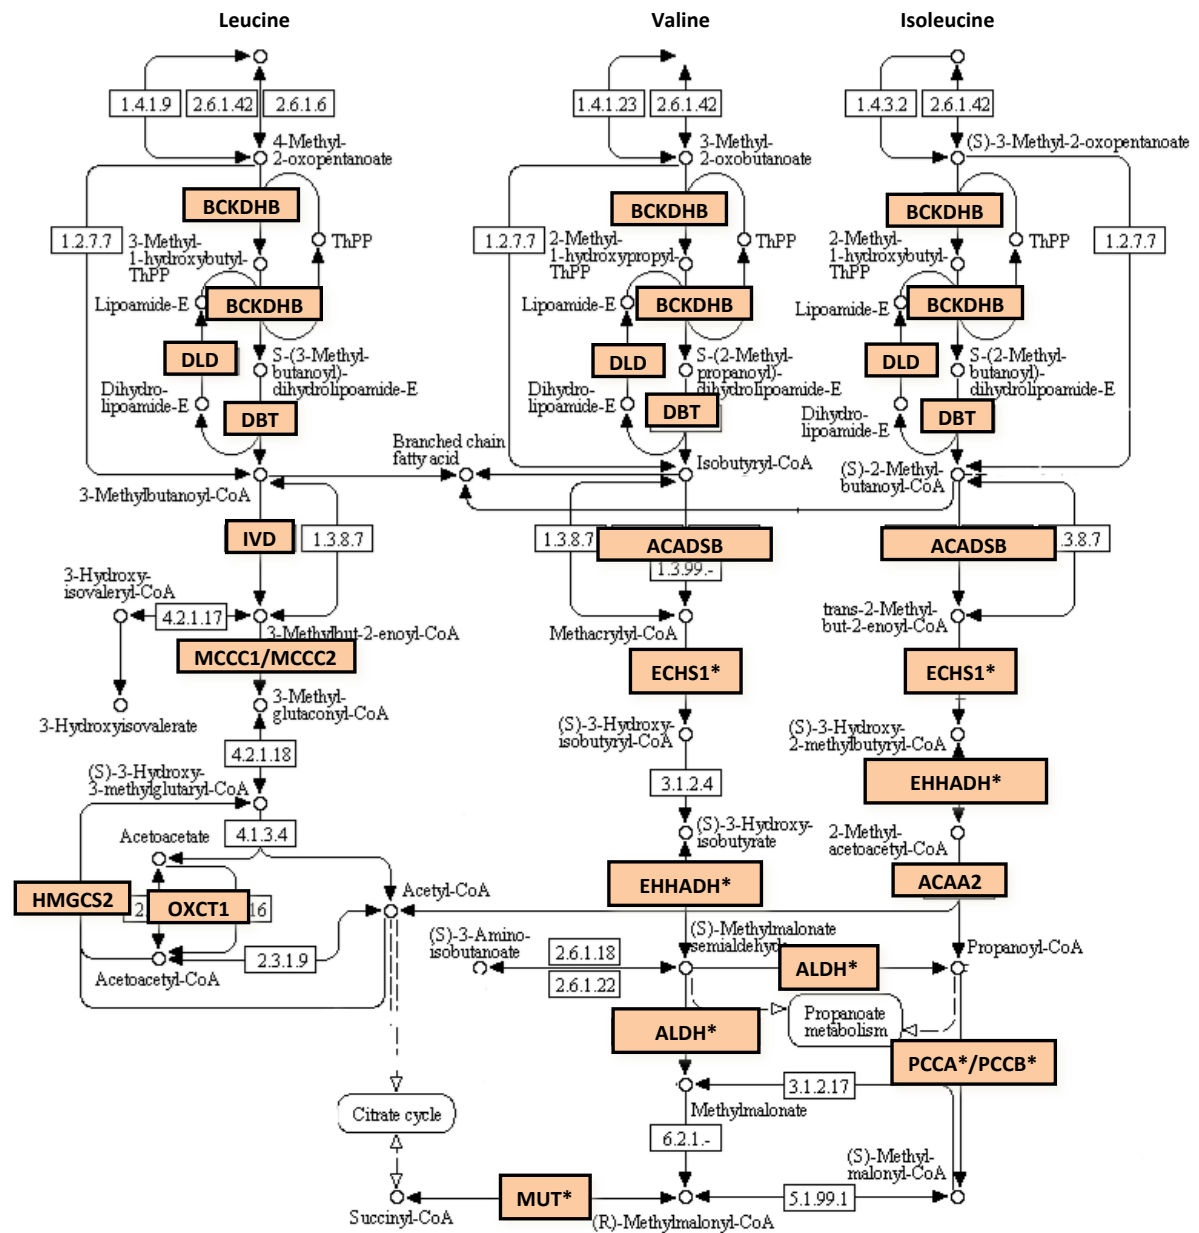 Leucine
Valine
Isoleucine
1.4.1.9
2.6.1.42
2.6.1.6
1.4.1.23
2.6.1.42
1.4.3.2
2.6.1.42
4-Methyl-
2-oxopentanoate
3-Methyl-
2-oxobutanoate
(S)-3-Methyl-2-oxopentanoate
BCKDHB
BCKDHB
BCKDHB
1.2.7.7
3-Methyl-
1-hydroxybutyl-
ThPP
ThPP
1.2.7.7
2-Methyl-
1-hydroxypropyl-
ThPP
ThPP
2-Methyl-
1-hydroxybutyl-
ThPP
ThPP
1.2.7.7
Lipoamide-E
BCKDHB
Lipoamide-E
BCKDHB
Lipoamide-E
BCKDHB
DLD
S-(3-Methyl-
butanoyl)-
dihydrolipoamide-E
DLD
S-(2-Methyl-
propanoyl)-
dihydrolipoamide-E
DLD
S-(2-Methyl-
butanoyl)-
dihydrolipoamide-E
Dihydro-
lipoamide-E
DBT
Dihydro-
lipoamide-E
DBT
Dihydro-
lipoamide-E
DBT
Branched chain
fatty acid
3-Methylbutanoyl-CoA
Isobutyryl-CoA
(S)-2-Methyl-
butanoyl-CoA
IVD
1.3.8.7
1.3.8.7
ACADSB
1.3.99.-
ACADSB
.3.8.7
3-Hydroxy-
isovaleryl-CoA
4.2.1.17
3-Methylbut-2-enoyl-CoA
Methacrylyl-CoA
trans-2-Methyl-
but-2-enoyl-CoA
MCCC1/MCCC2
ECHS1*
ECHS1*
3-Hydroxyisovalerate
3-Methyl-
glutaconyl-CoA
(S)-3-Hydroxy-
isobutyryl-CoA
(S)-3-Hydroxy-
2-methylbutyryl-CoA
4.2.1.18
3.1.2.4
EHHADH*
(S)-3-Hydroxy-
3-methylglutaryl-CoA
4.1.3.4
(S)-3-Hydroxy-
isobutyrate
2-Methyl-
acetoacetyl-CoA
Acetoacetate
HMGCS2
2
OXCT1
16
Acetyl-CoA
EHHADH*
ACAA2
Acetoacetyl-CoA
2.3.1.9
(S)-3-Amino-
isobutanoate
2.6.1.18
2.6.1.22
(S)-Methylmalonate
semialdehyde
ALDH*
Propanoyl-CoA
ALDH*
Propanoate
metabolism
PCCA*/PCCB*
Citrate cycle
Methylmalonate
3.1.2.17
6.2.1.-
(S)-Methyl-
malonyl-CoA
Succinyl-CoA
MUT*
(R)-Methylmalonyl-CoA
5.1.99.1